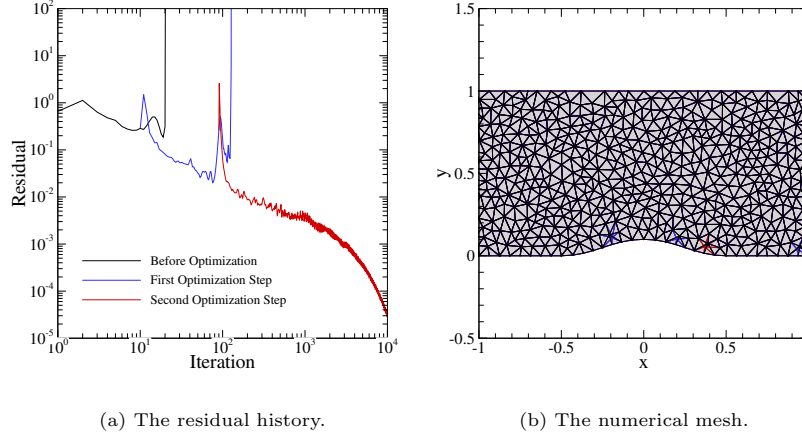 10^2
10^1
10^0
10^-1
10^-2
10^-3
10^-4
10^-5
Residual
Before Optimization
First Optimization Step
Second Optimization Step
10^0 10^1 10^2 10^3 10^4
Iteration
(a) The residual history.
1.5
1
0.5
0
-0.5
y
-1 -0.5 0 0.5
x
(b) The numerical mesh.